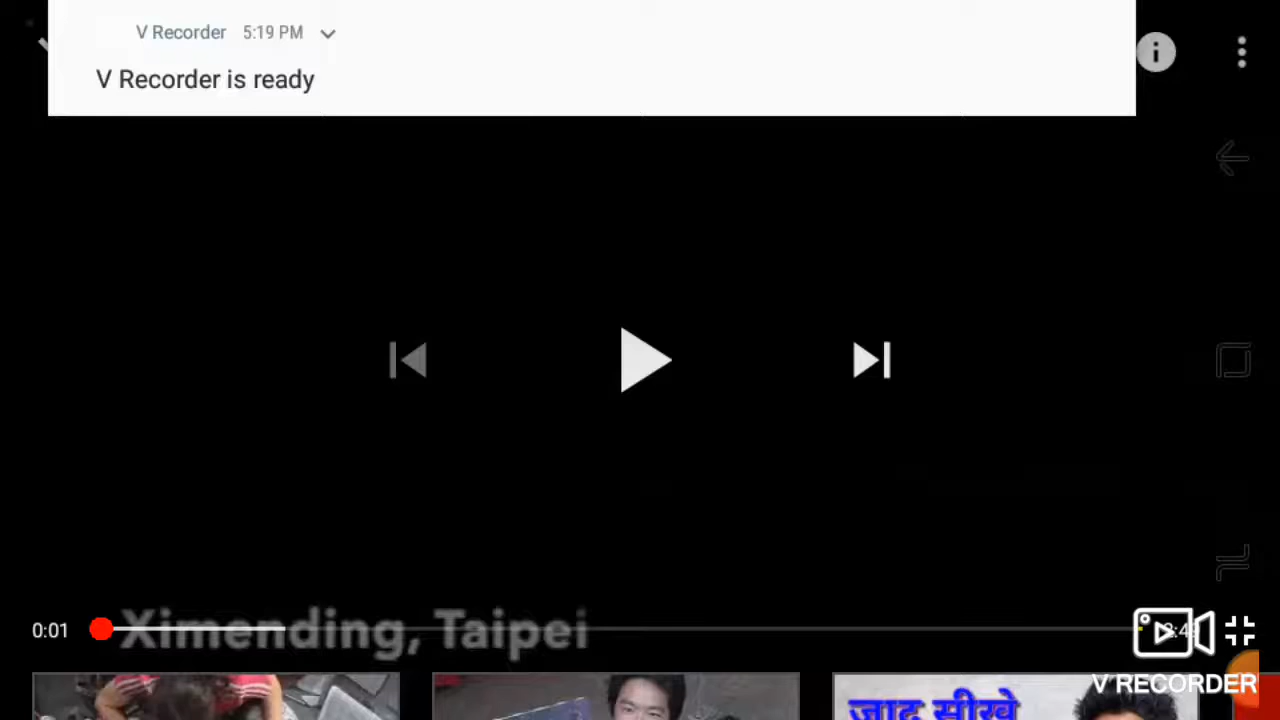 V Recorder 5:19 PM
V Recorder is ready
0:01
Ximending, Taipei
V RECORDER
जादू सीखे